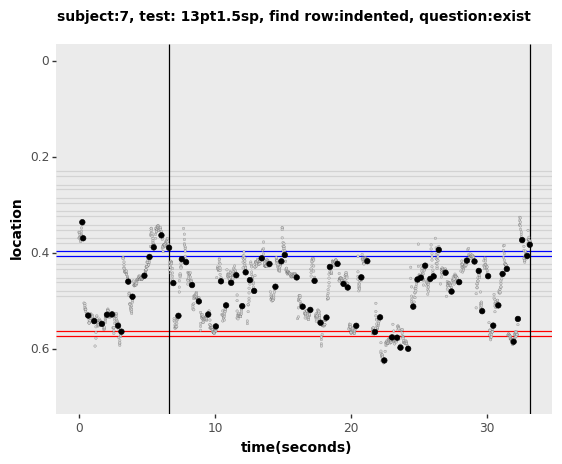 subject:7, test: 13pt1.5sp, find row:indented, question:exist
0
0.2
0.4
0.6
location
0
10
20
30
time(seconds)